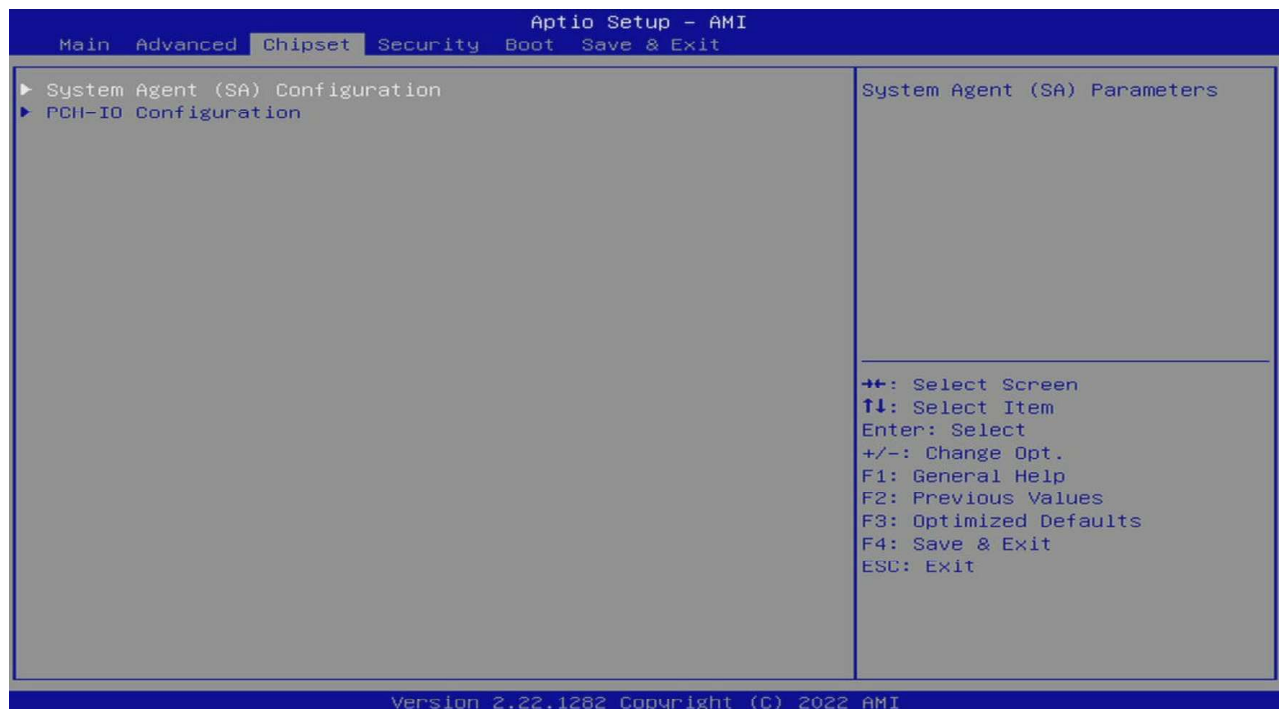 Aptio Setup – AMI
Main Advanced Chipset Security Boot Save & Exit
► System Agent (SA) Configuration
► PCH-IO Configuration
System Agent (SA) Parameters
→←: Select Screen
↑↓: Select Item
Enter: Select
+/-: Change Opt.
F1: General Help
F2: Previous Values
F3: Optimized Defaults
F4: Save & Exit
ESC: Exit
Version 2.22.1282 Copyright (C) 2022 AMI